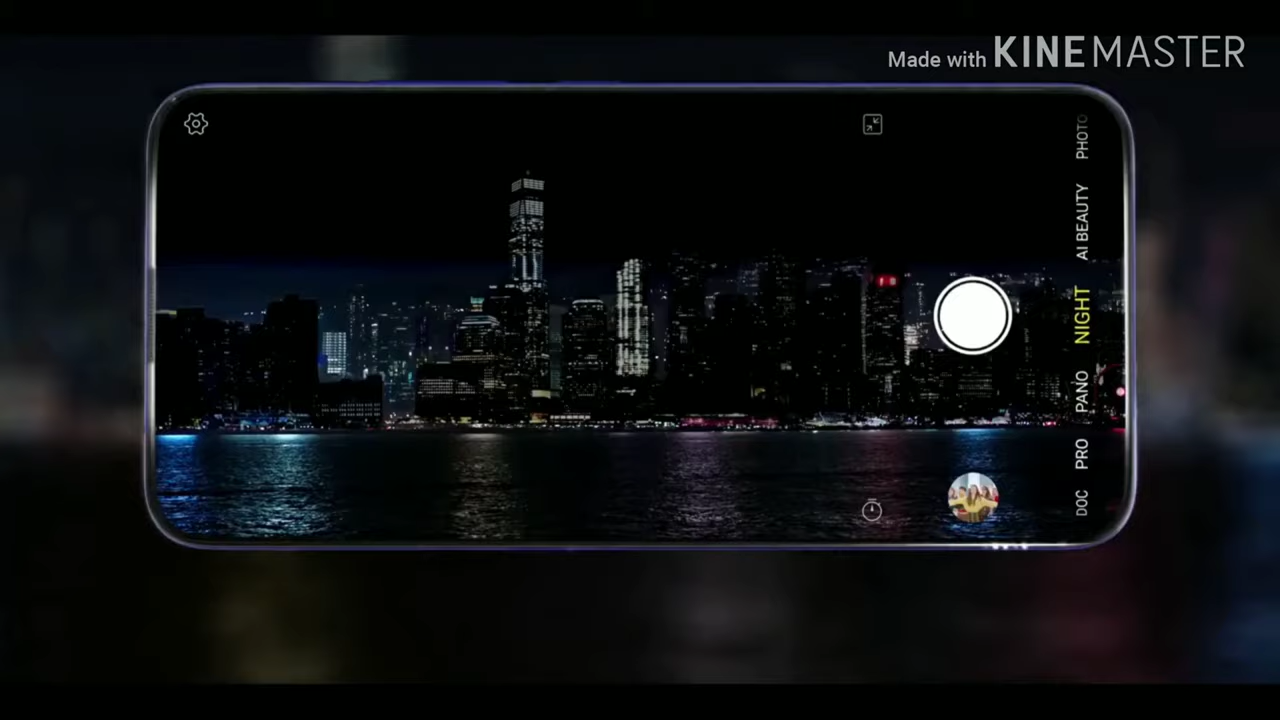 Made with KINEMASTER
PHOTO
AI BEAUTY
NIGHT
PANO
PRO
DOC